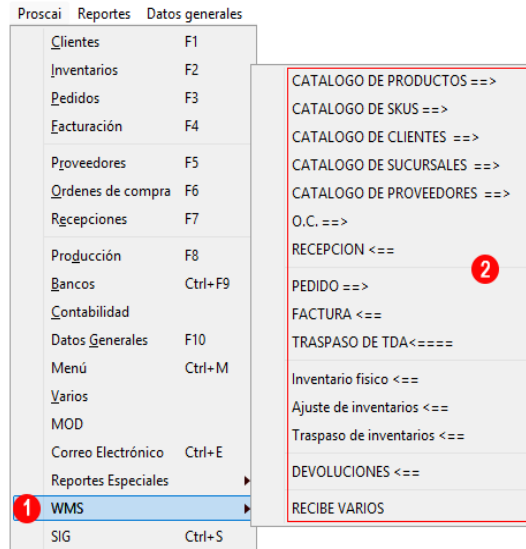 Proscai Reportes Datos generales
Clientes F1
Inventarios F2
Pedidos F3
Facturación F4
Proveedores F5
Ordenes de compra F6
Recepciones F7
Producción F8
Bancos Ctrl+F9
Contabilidad
Datos Generales F10
Menú Ctrl+M
Varios
MOD
Correo Electrónico Ctrl+E
Reportes Especiales
1 WMS
SIG Ctrl+S
CATALOGO DE PRODUCTOS ==>
CATALOGO DE SKUS ==>
CATALOGO DE CLIENTES ==>
CATALOGO DE SUCURSALES ==>
CATALOGO DE PROVEEDORES ==>
O.C. ==>
RECEPCION <==
2
PEDIDO ==>
FACTURA <==
TRASPASO DE TDA<====
Inventario fisico <==
Ajuste de inventarios <==
Traspaso de inventarios <==
DEVOLUCIONES <==
RECIBE VARIOS